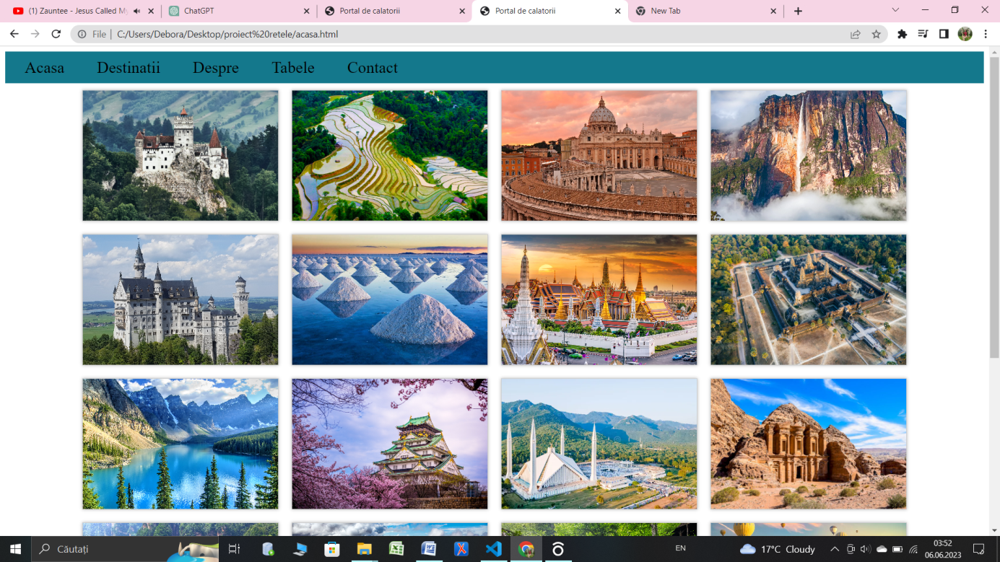 (1) Zauntee - Jesus Called My
ChatGPT
Portal de calatorii
Portal de calatorii
New Tab
File
C:/Users/Debora/Desktop/proiect%20retele/acasa.html
Acasa Destinatii Despre Tabele Contact
Căutați
17°C Cloudy
EN
03:52
06.06.2023